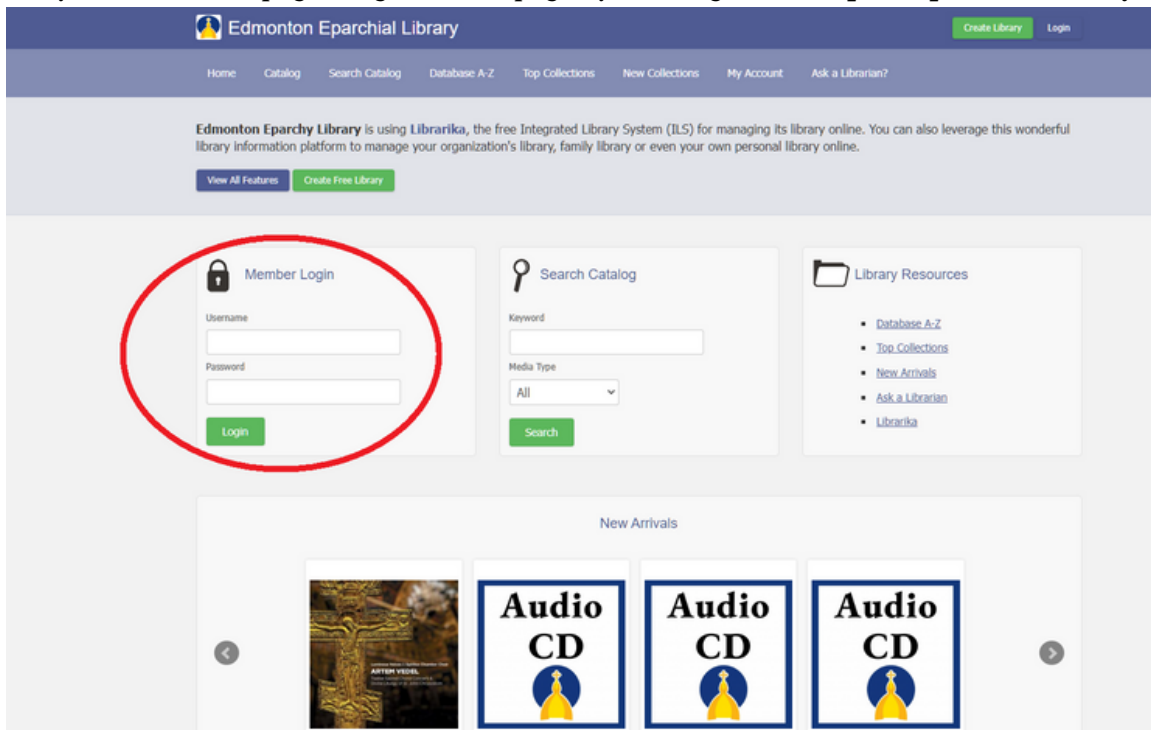 Edmonton Eparchial Library
Create Library
Login
Home Catalog Search Catalog Database A-Z Top Collections New Collections My Account Ask a Librarian?
Edmonton Eparchy Library is using Librarika, the free Integrated Library System (ILS) for managing its library online. You can also leverage this wonderful
library information platform to manage your organization's library, family library or even your own personal library online.
View All Features
Create Free Library
Member Login
Username
Password
Login
Search Catalog
Keyword
Media Type
All
Search
Library Resources
Database A-Z
Top Collections
New Arrivals
Ask a Librarian
Librarika
New Arrivals
ARTEM VEDEL
Audio
CD
Audio
CD
Audio
CD